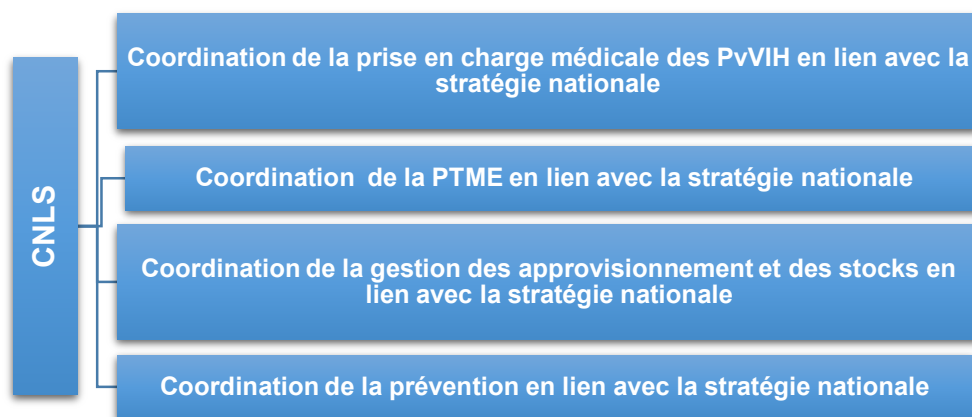 CNLS
Coordination de la prise en charge médicale des PvVIH en lien avec la
stratégie nationale
Coordination de la PTME en lien avec la stratégie nationale
Coordination de la gestion des approvisionnement et des stocks en
lien avec la stratégie nationale
Coordination de la prévention en lien avec la stratégie nationale